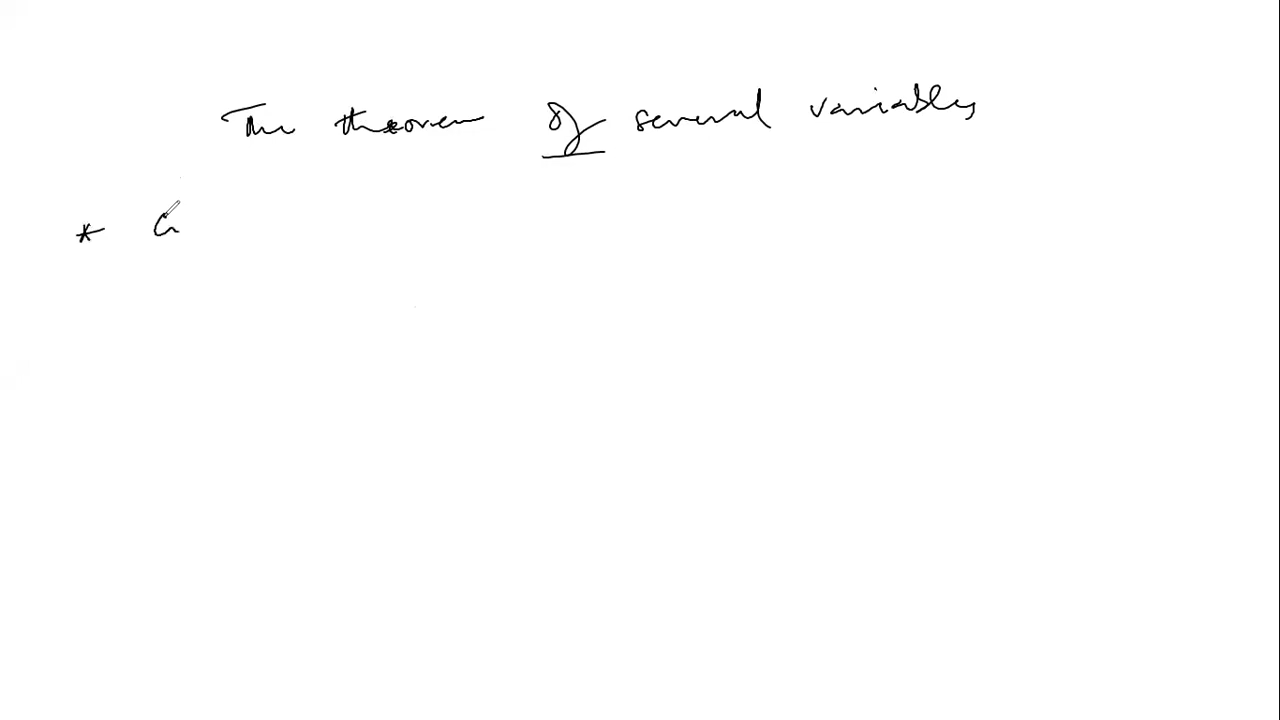 The theorem of several variables
* G